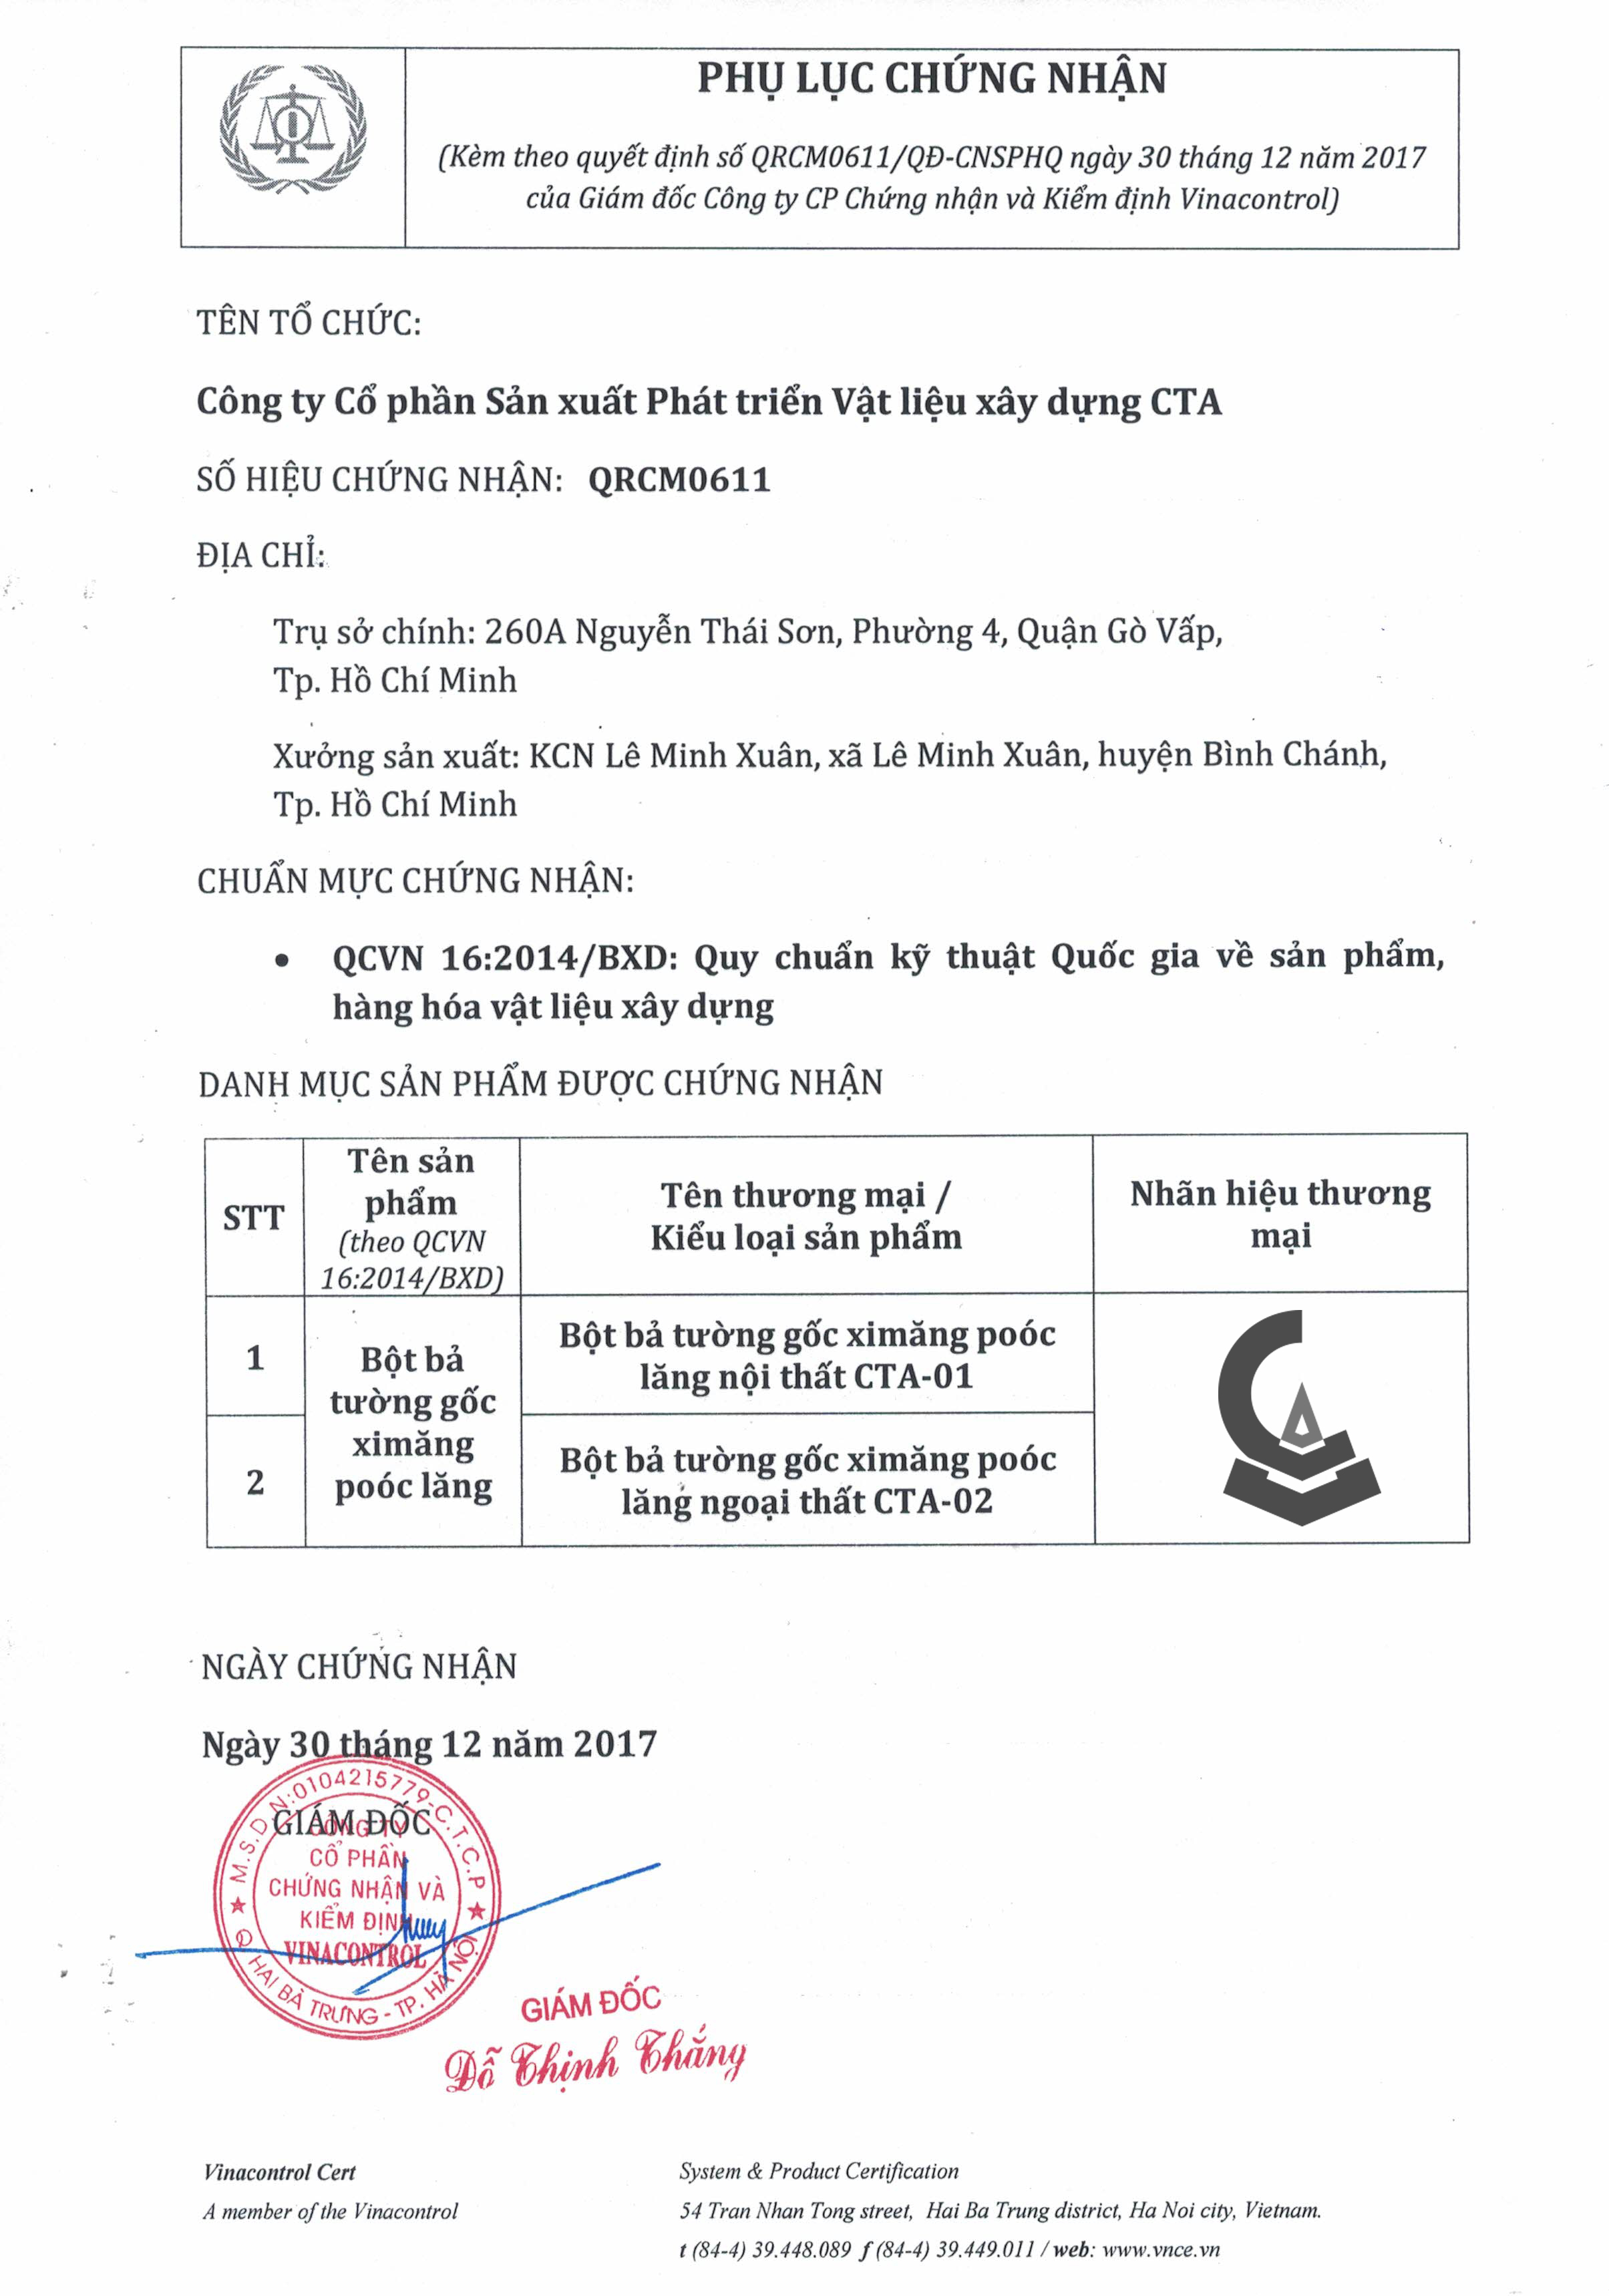 PHỤ LỤC CHỨNG NHẬN
(Kèm theo quyết định số QRCM0611/QĐ-CNSPHQ ngày 30 tháng 12 năm 2017
của Giám đốc Công ty CP Chứng nhận và Kiểm định Vinacontrol)
TÊN TỔ CHỨC:
Công ty Cổ phần Sản xuất Phát triển Vật liệu xây dựng CTA
SỐ HIỆU CHỨNG NHẬN: QRCM0611
ĐỊA CHỈ:
Trụ sở chính: 260A Nguyễn Thái Sơn, Phường 4, Quận Gò Vấp,
Tp. Hồ Chí Minh
Xưởng sản xuất: KCN Lê Minh Xuân, xã Lê Minh Xuân, huyện Bình Chánh,
Tp. Hồ Chí Minh
CHUẨN MỰC CHỨNG NHẬN:
• QCVN 16:2014/BXD: Quy chuẩn kỹ thuật Quốc gia về sản phẩm,
hàng hóa vật liệu xây dựng
DANH MỤC SẢN PHẨM ĐƯỢC CHỨNG NHẬN
STT
Tên sản
phẩm
(theo QCVN
16:2014/BXD)
Tên thương mại /
Kiểu loại sản phẩm
Nhãn hiệu thương
mại
1
Bột bả
tường gốc
ximăng
poóc lăng
Bột bả tường gốc ximăng poóc
lăng nội thất CTA-01
2
Bột bả tường gốc ximăng poóc
lăng ngoại thất CTA-02
NGÀY CHỨNG NHẬN
Ngày 30 tháng 12 năm 2017
GIÁM ĐỐC
M.S.D.N:0104215779-C.T.C.P
CÔNG TY
CỔ PHẦN
CHỨNG NHẬN VÀ
KIỂM ĐỊNH
VINACONTROL
Q HAI BÀ TRƯNG - TP. HÀ NỘI
GIÁM ĐỐC
Đỗ Thịnh Thắng
Vinacontrol Cert
A member of the Vinacontrol
System & Product Certification
54 Tran Nhan Tong street, Hai Ba Trung district, Ha Noi city, Vietnam.
t (84-4) 39.448.089 f (84-4) 39.449.011 / web: www.vnce.vn